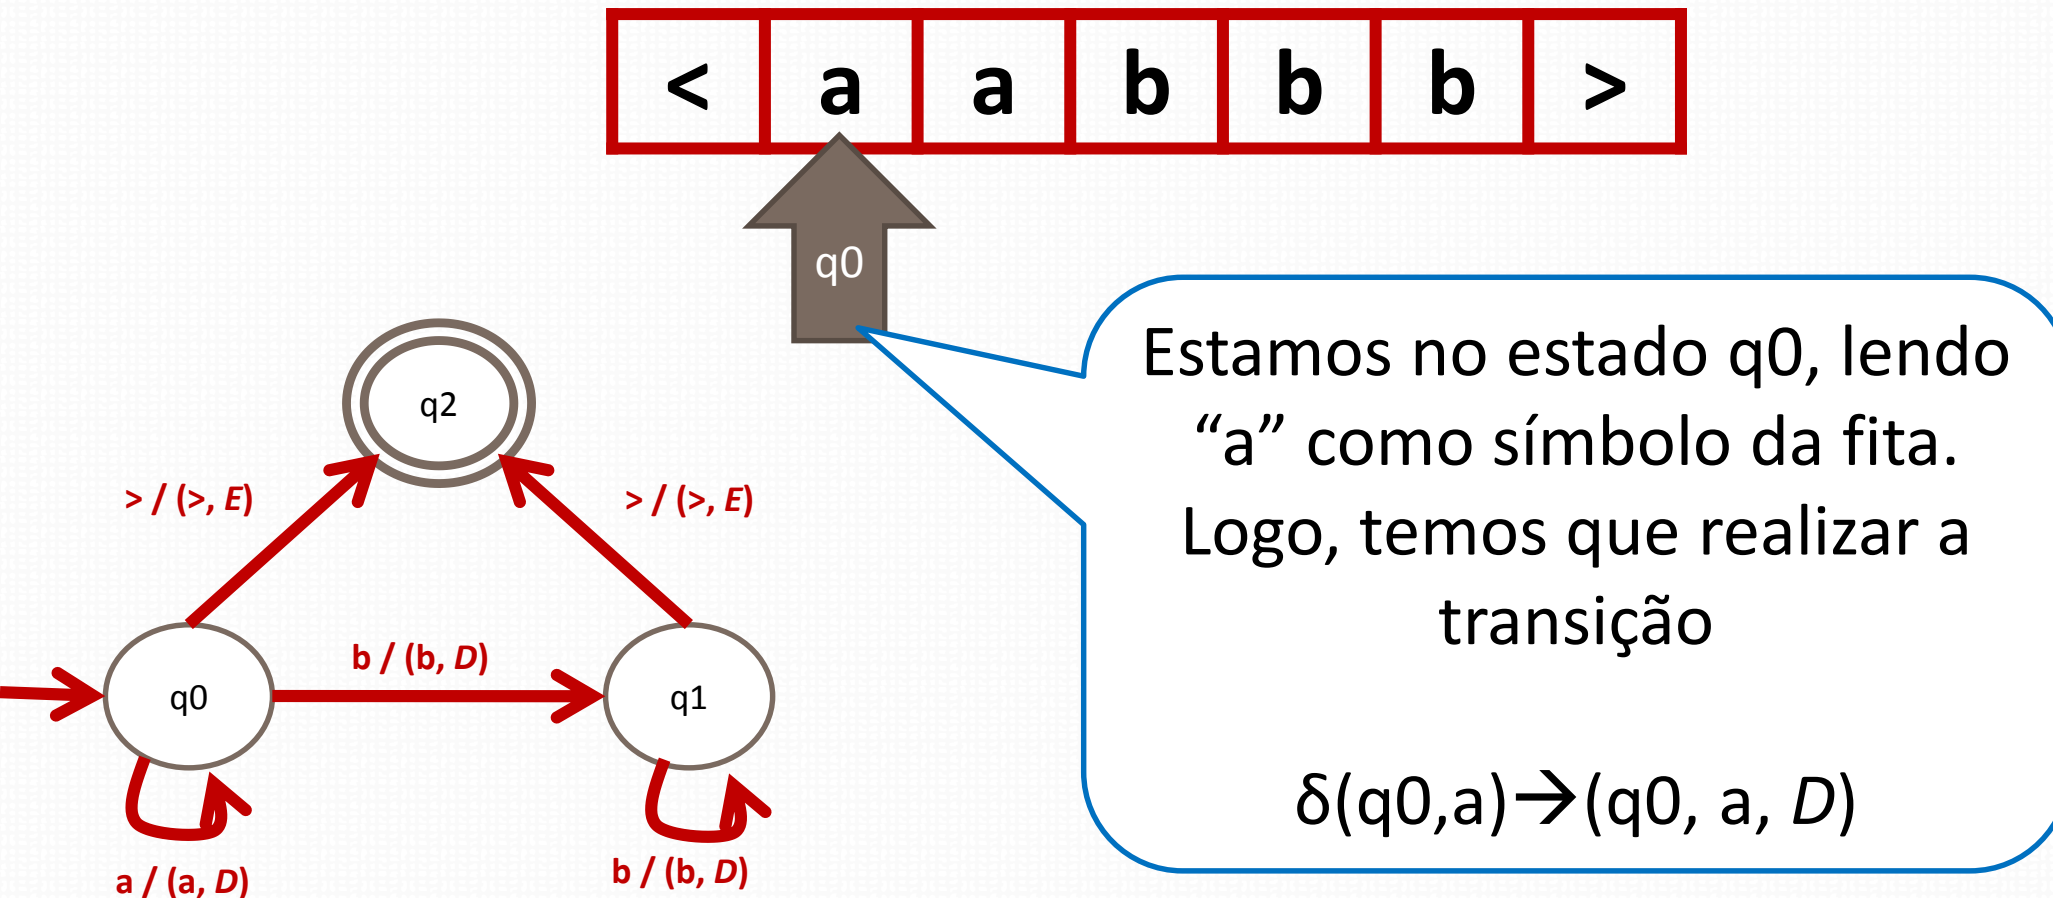 < a a b b b >
q0
Estamos no estado q0, lendo
“a” como símbolo da fita.
Logo, temos que realizar a
transição
δ(q0,a)→(q0, a, D)
q2
> / (>, E)
> / (>, E)
b / (b, D)
q0
q1
a / (a, D)
b / (b, D)